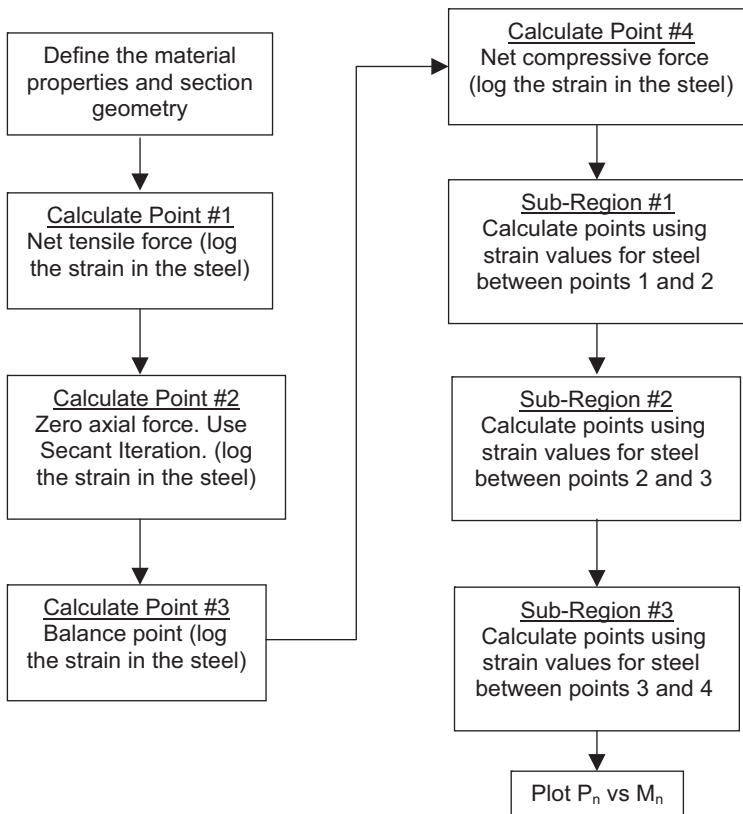 Define the material
properties and section
geometry
Calculate Point #1
Net tensile force (log
the strain in the steel)
Calculate Point #2
Zero axial force. Use
Secant Iteration. (log
the strain in the steel)
Calculate Point #3
Balance point (log
the strain in the steel)
Calculate Point #4
Net compressive force
(log the strain in the steel)
Sub-Region #1
Calculate points using
strain values for steel
between points 1 and 2
Sub-Region #2
Calculate points using
strain values for steel
between points 2 and 3
Sub-Region #3
Calculate points using
strain values for steel
between points 3 and 4
Plot Pₙ vs Mₙ